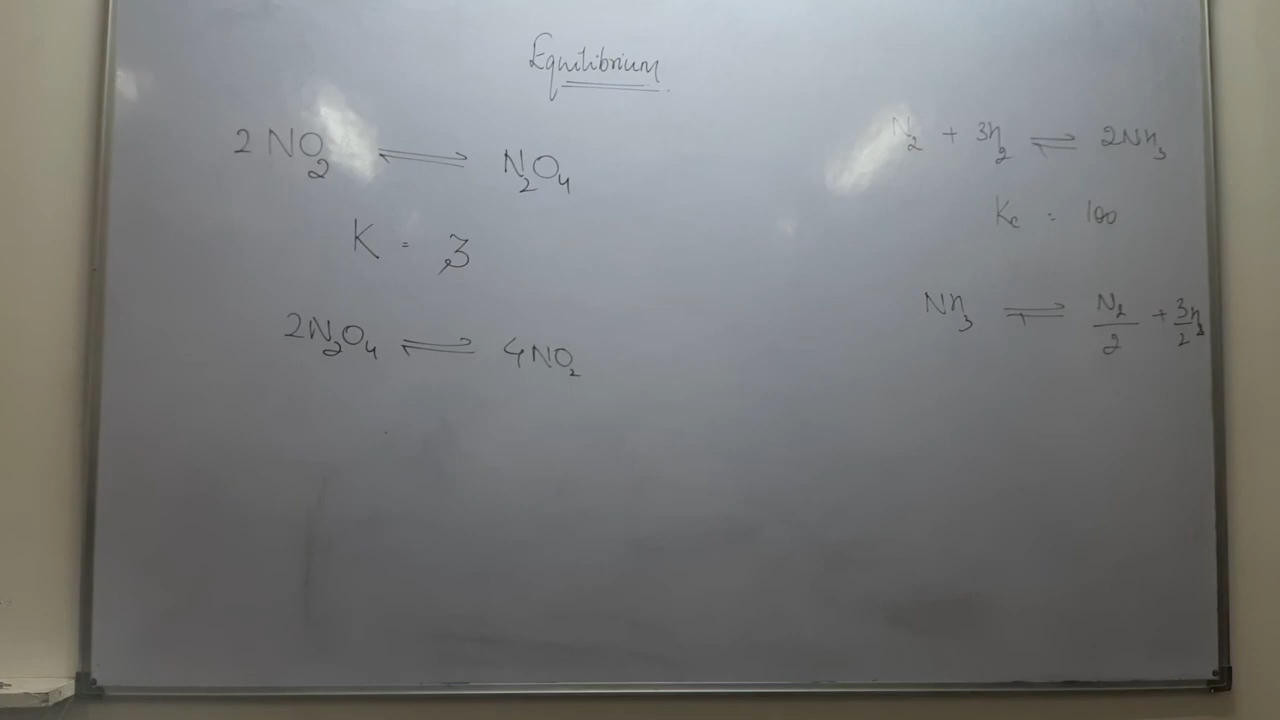 Equilibrium
2 NO₂ ⇌ N₂O₄
K = 3
2N₂O₄ ⇌ 4NO₂
N₂ + 3H₂ ⇌ 2NH₃
Kc = 100
NH₃ ⇌ N₂/2 + 3H₂/2